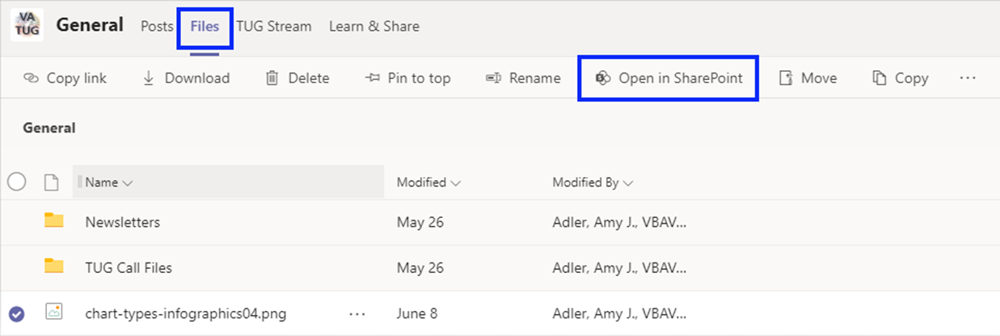 VA
TUG
General Posts Files TUG Stream Learn & Share
Copy link Download Delete Pin to top Rename Open in SharePoint Move Copy ···
General
Name Modified Modified By
Newsletters May 26 Adler, Amy J., VBAV...
TUG Call Files May 26 Adler, Amy J., VBAV...
chart-types-infographics04.png ··· June 8 Adler, Amy J., VBAV...